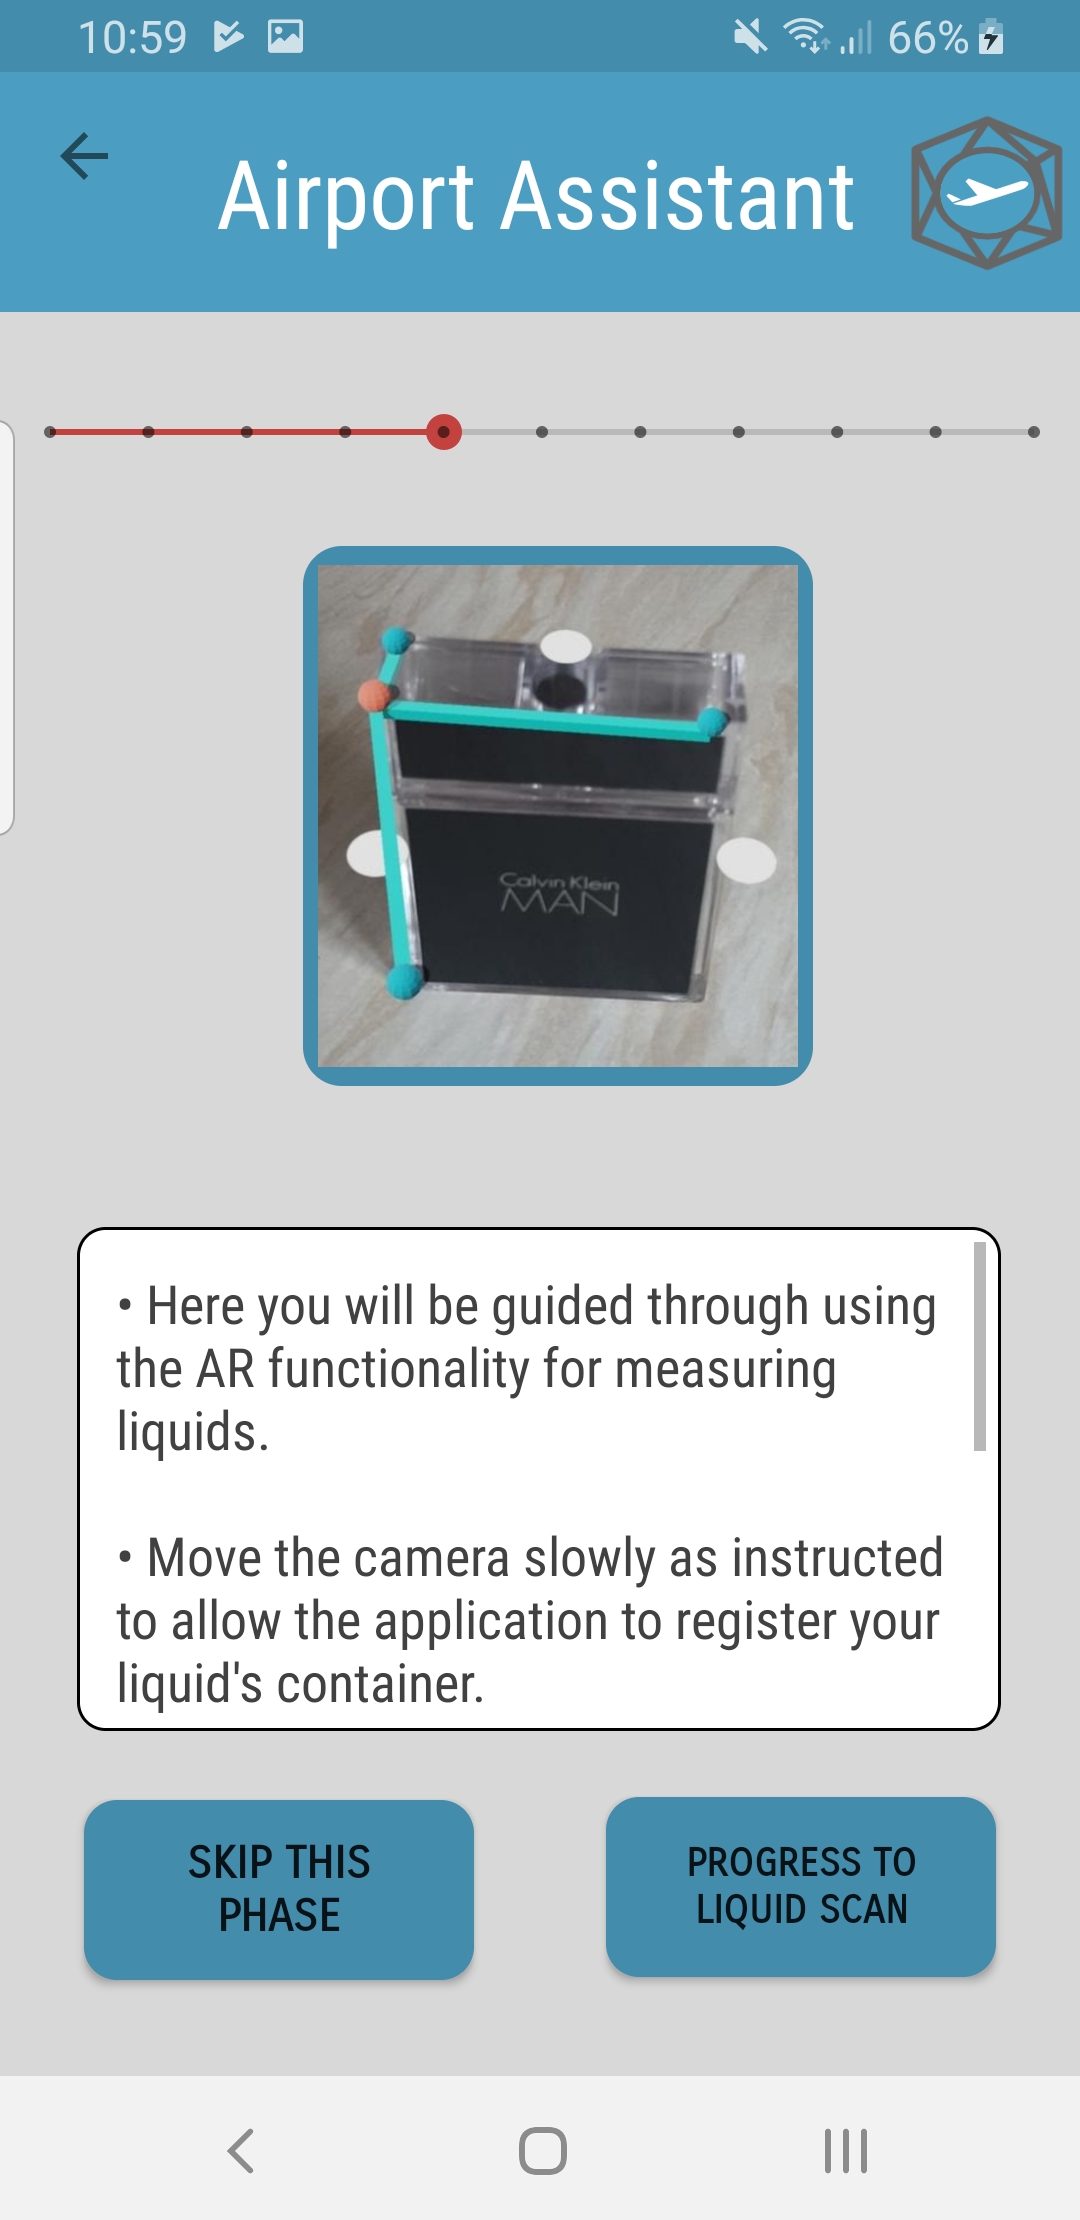 10:59 66%
Airport Assistant
Calvin Klein
MAN
• Here you will be guided through using
the AR functionality for measuring
liquids.
• Move the camera slowly as instructed
to allow the application to register your
liquid's container.
SKIP THIS
PHASE
PROGRESS TO
LIQUID SCAN